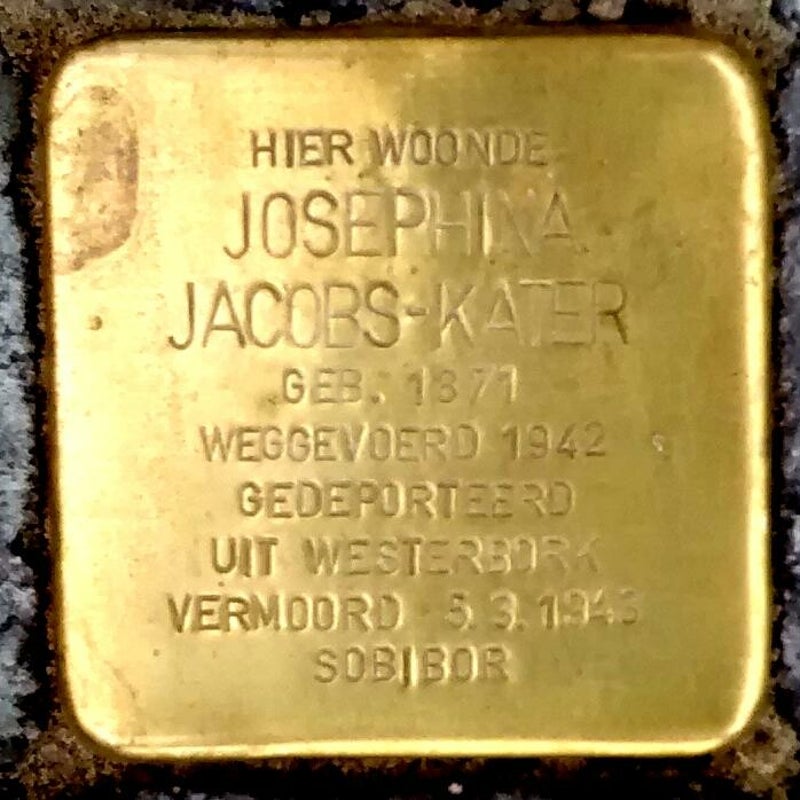 HIER WOONDE
JOSEPHINA
JACOBS-KATER
GEB. 1871
WEGGEVOERD 1942
GEDEPORTEERD
UIT WESTERBORK
VERMOORD 5.3.1943
SOBIBOR